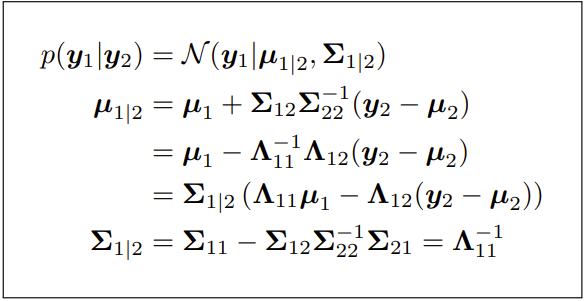 p(𝒚₁|𝒚₂) = 𝒩(𝒚₁|𝝁₁|₂, 𝚺₁|₂)
𝝁₁|₂ = 𝝁₁ + 𝚺₁₂𝚺₂₂⁻¹(𝒚₂ − 𝝁₂)
= 𝝁₁ − 𝚲₁₁⁻¹𝚲₁₂(𝒚₂ − 𝝁₂)
= 𝚺₁|₂ (𝚲₁₁𝝁₁ − 𝚲₁₂(𝒚₂ − 𝝁₂))
𝚺₁|₂ = 𝚺₁₁ − 𝚺₁₂𝚺₂₂⁻¹𝚺₂₁ = 𝚲₁₁⁻¹